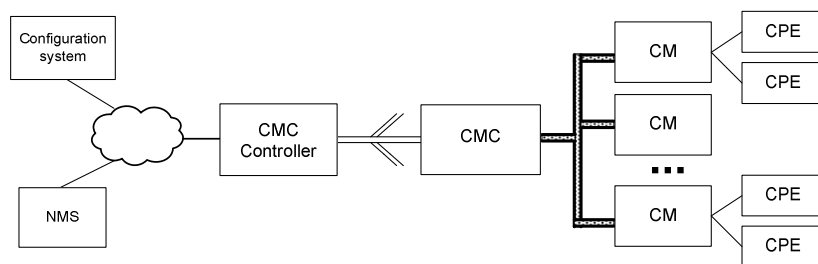 Configuration
system
NMS
CMC
Controller
CMC
CM
CM
...
CM
CPE
CPE
CPE
CPE